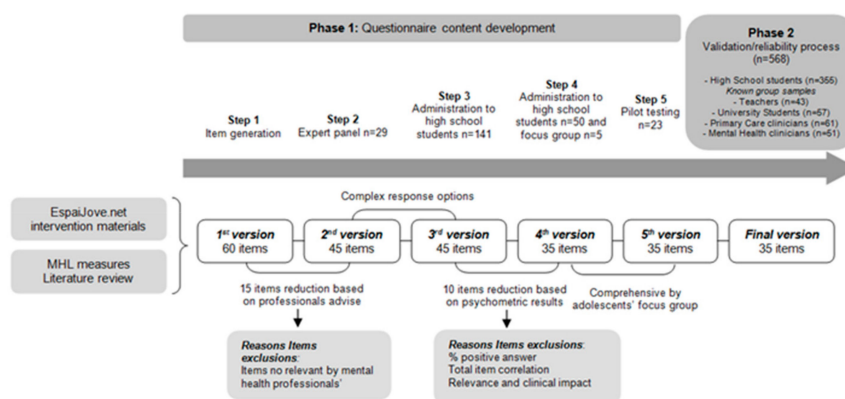 Phase 1: Questionnaire content development
Phase 2
Validation/reliability process
(n=568)
- High School students (n=355)
Known group samples
- Teachers (n=43)
- University Students (n=57)
- Primary Care clinicians (n=61)
- Mental Health clinicians (n=51)
Step 1
Item generation
Step 2
Expert panel n=29
Step 3
Administration to
high school
students n=141
Step 4
Administration to
high school
students n=50 and
focus group n=5
Step 5
Pilot testing
n=23
EspaiJove.net
intervention materials
MHL measures
Literature review
Complex response options
1st version
60 items
2nd version
45 items
3rd version
45 items
4th version
35 items
5th version
35 items
Final version
35 items
15 items reduction based
on professionals advise
10 items reduction based
on psychometric results
Comprehensive by
adolescents' focus group
Reasons Items
exclusions:
Items no relevant by mental
health professionals'
Reasons Items exclusions:
% positive answer
Total item correlation
Relevance and clinical impact